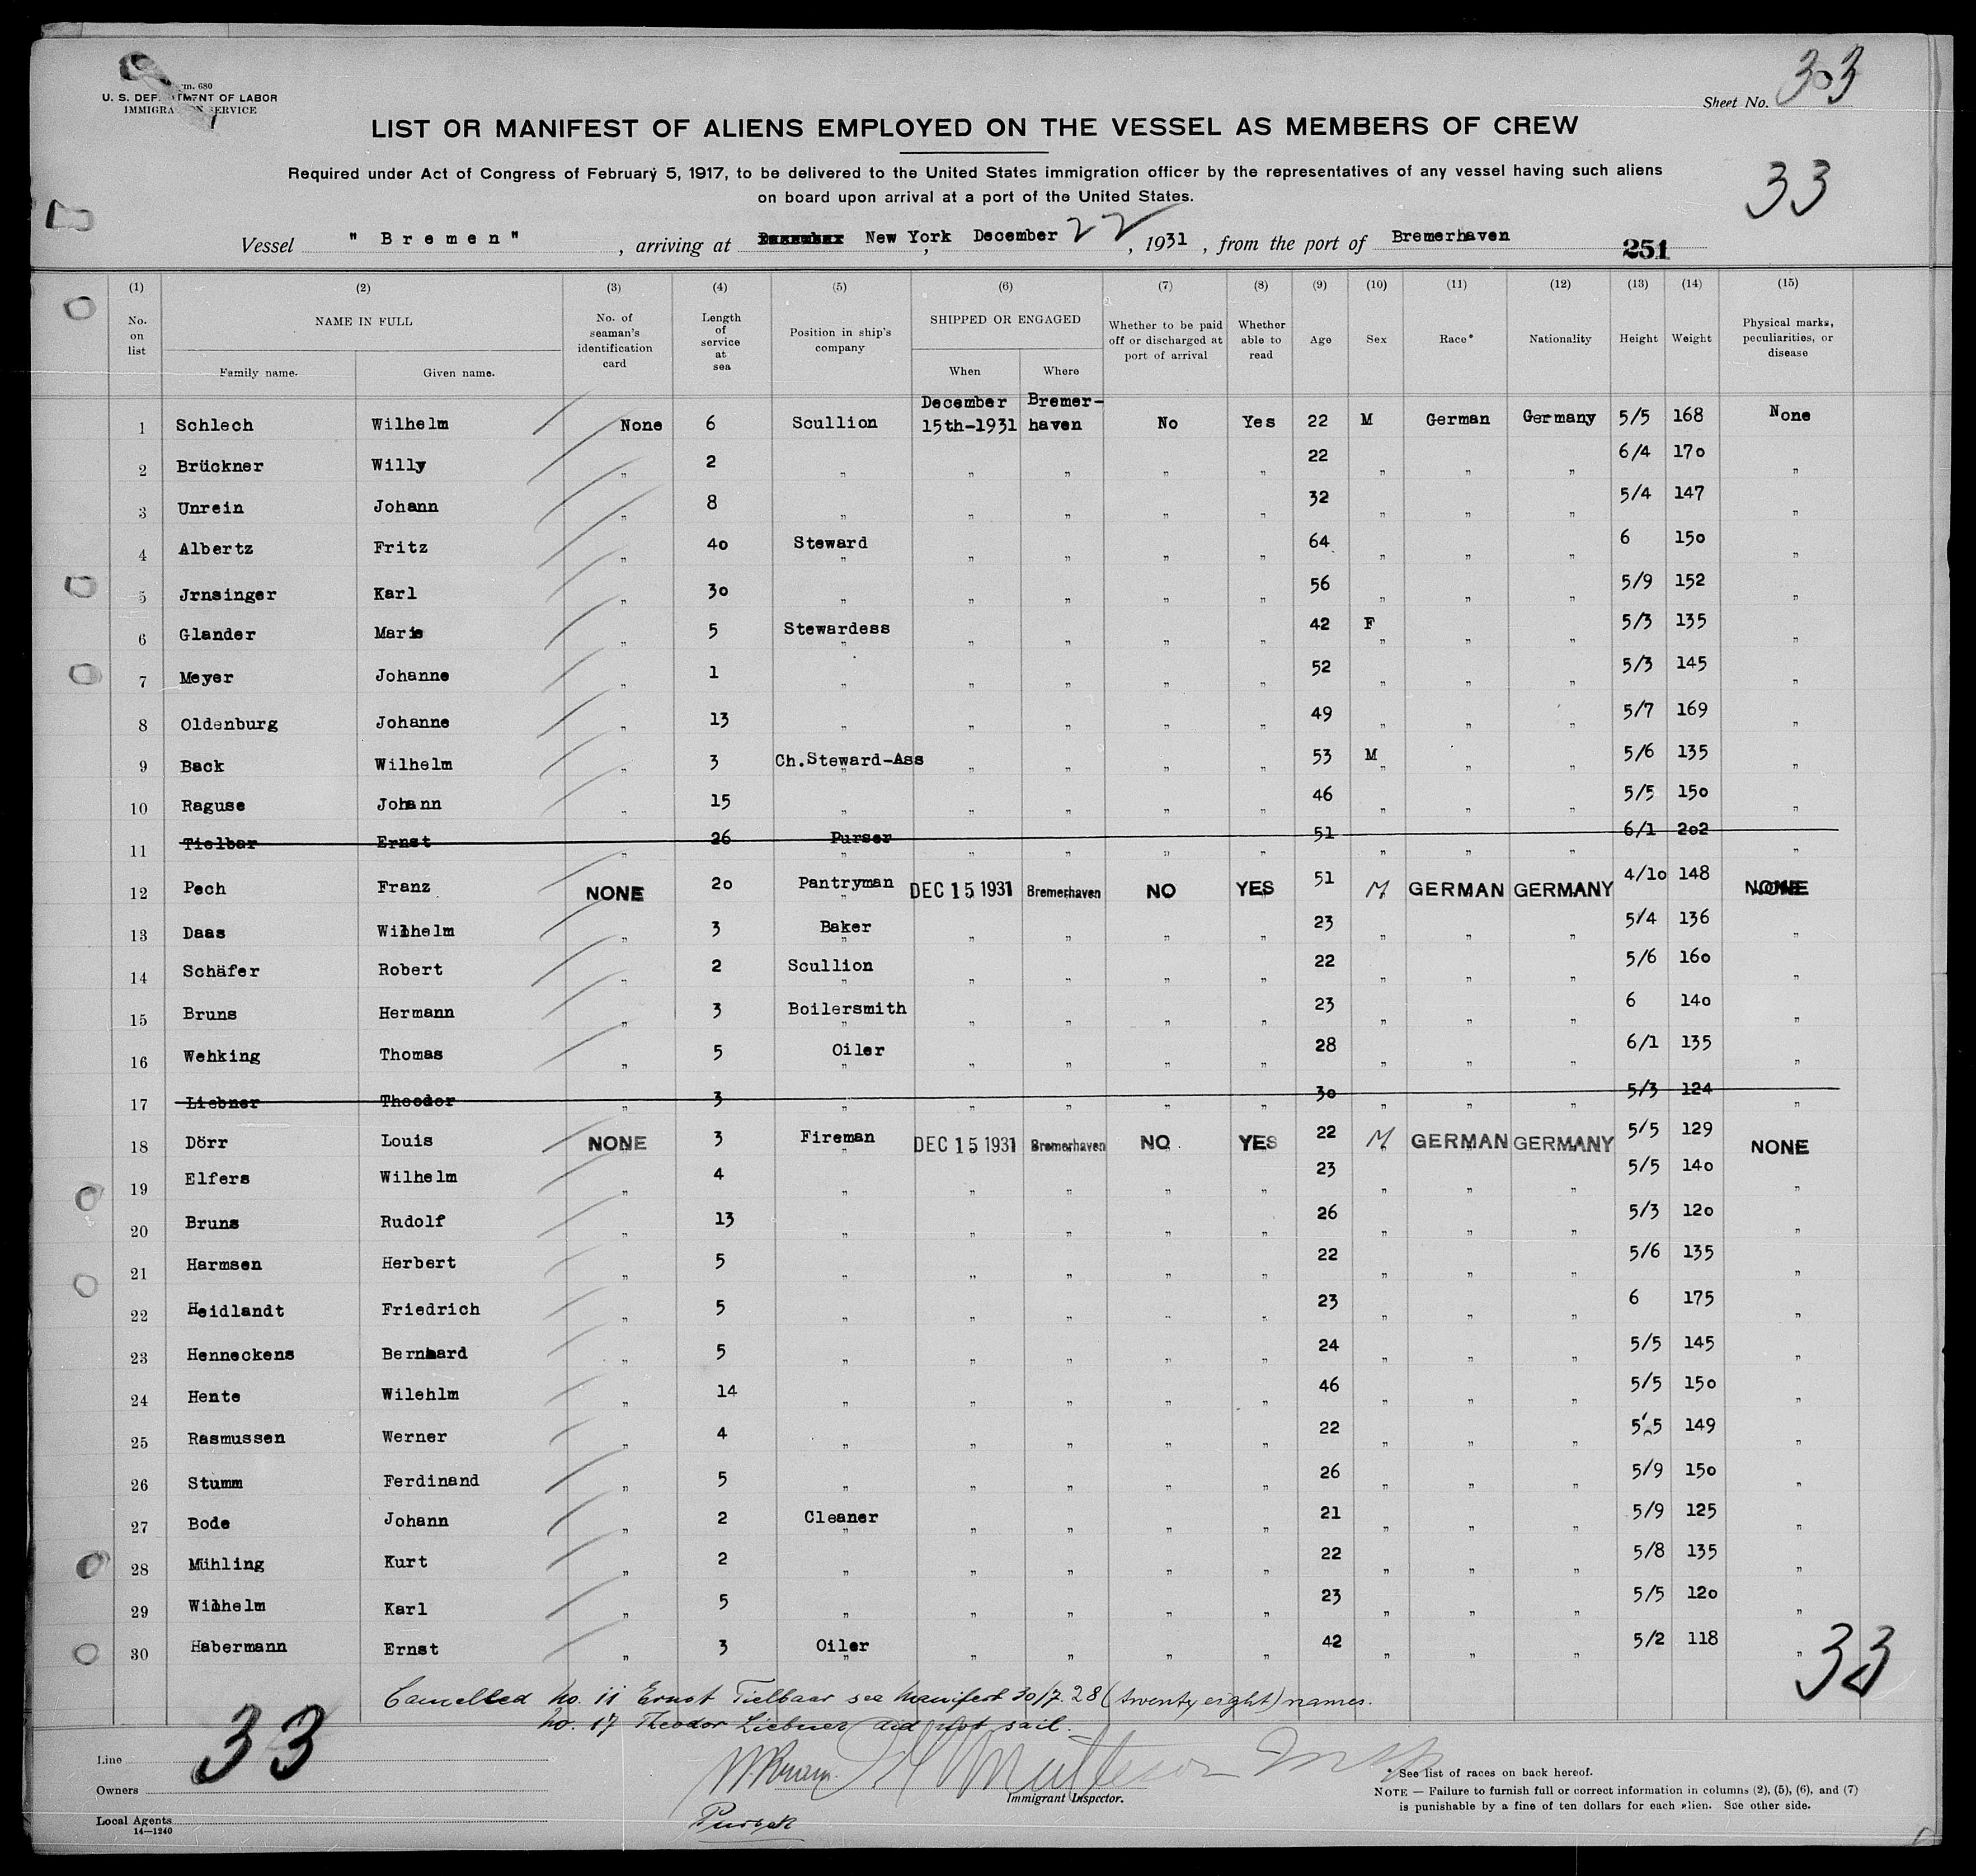 33
rm. 680
U. S. DEPARTMENT OF LABOR
IMMIGRATION SERVICE
Sheet No. 303
LIST OR MANIFEST OF ALIENS EMPLOYED ON THE VESSEL AS MEMBERS OF CREW
Required under Act of Congress of February 5, 1917, to be delivered to the United States immigration officer by the representatives of any vessel having such aliens
on board upon arrival at a port of the United States.
Vessel "Bremen", arriving at New York, December 22, 1931, from the port of Bremerhaven
251
(1) (2) (3) (4) (5) (6) (7) (8) (9) (10) (11) (12) (13) (14) (15)
No. on list NAME IN FULL Family name. Given name. No. of seaman's identification card Length of service at sea Position in ship's company SHIPPED OR ENGAGED When Where Whether to be paid off or discharged at port of arrival Whether able to read Age Sex Race* Nationality Height Weight Physical marks, peculiarities, or disease
1 Schlech Wilhelm None 6 Scullion December 15th-1931 Bremer-haven No Yes 22 M German Germany 5/5 168 None
2 Brückner Willy " 2 " " " " " 22 " " " 6/4 170 "
3 Unrein Johann " 8 " " " " " 32 " " " 5/4 147 "
4 Albertz Fritz " 40 Steward " " " " " 64 " " " 6 150 "
5 Jrnsinger Karl " 30 " " " " " 56 " " " 5/9 152 "
6 Glander Marie " 5 Stewardess " " " " " 42 F " " " 5/3 135 "
7 Meyer Johanne " 1 " " " " " 52 " " " 5/3 145 "
8 Oldenburg Johanne " 13 " " " " " 49 " " " 5/7 169 "
9 Back Wilhelm " 3 Ch.Steward-Ass " " " " " 53 M " " " 5/6 135 "
10 Raguse Johann " 15 " " " " " 46 " " " 5/5 150 "
11 Tielbar Ernst " 26 Purser " " " " " 51 " " " 6/1 202 "
12 Pech Franz NONE 20 Pantryman DEC 15 1931 Bremerhaven NO YES 51 M GERMAN GERMANY 4/10 148 NONE
13 Daas Wilhelm " 3 Baker " " " " " 23 " " " 5/4 136 "
14 Schäfer Robert " 2 Scullion " " " " 22 " " " 5/6 160 "
15 Bruns Hermann " 3 Boilersmith " " " " " 23 " " " 6 140 "
16 Wehking Thomas " 5 Oiler " " " " " 28 " " " 6/1 135 "
17 Liebner Theodor " 3 " " " " " 30 " " " 5/3 124 "
18 Dörr Louis NONE 3 Fireman DEC 15 1931 Bremerhaven NO YES 22 M GERMAN GERMANY 5/5 129 NONE
19 Elfers Wilhelm " 4 " " " " " 23 " " " 5/5 140 "
20 Bruns Rudolf " 13 " " " " " 26 " " " 5/3 120 "
21 Harmsen Herbert " 5 " " " " " 22 " " " 5/6 135 "
22 Heidlandt Friedrich " 5 " " " " " 23 " " " 6 175 "
23 Henneckens Bernhard " 5 " " " " " 24 " " " 5/5 145 "
24 Hente Wilehlm " 14 " " " " " 46 " " " 5/5 150 "
25 Rasmussen Werner " 4 " " " " " 22 " " " 5/5 149 "
26 Stumm Ferdinand " 5 " " " " " 26 " " " 5/9 150 "
27 Bode Johann " 2 Cleaner " " " " " 21 " " " 5/9 125 "
28 Mühling Kurt " 2 " " " " " 22 " " " 5/8 135 "
29 Wilhelm Karl " 5 " " " " " 23 " " " 5/5 120 "
30 Habermann Ernst " 3 Oiler " " " " " 42 " " " 5/2 118 "
33
Cancelled no. 11 Ernst Tielbaar see manifest 30/7. 28 (twenty eight) names.
no. 17 Theodor Liebner did not sail.
33
Line
Owners
Local Agents
14—1240
Purser
Immigrant Inspector.
*See list of races on back hereof.
NOTE — Failure to furnish full or correct information in columns (2), (5), (6), and (7)
is punishable by a fine of ten dollars for each alien. See other side.